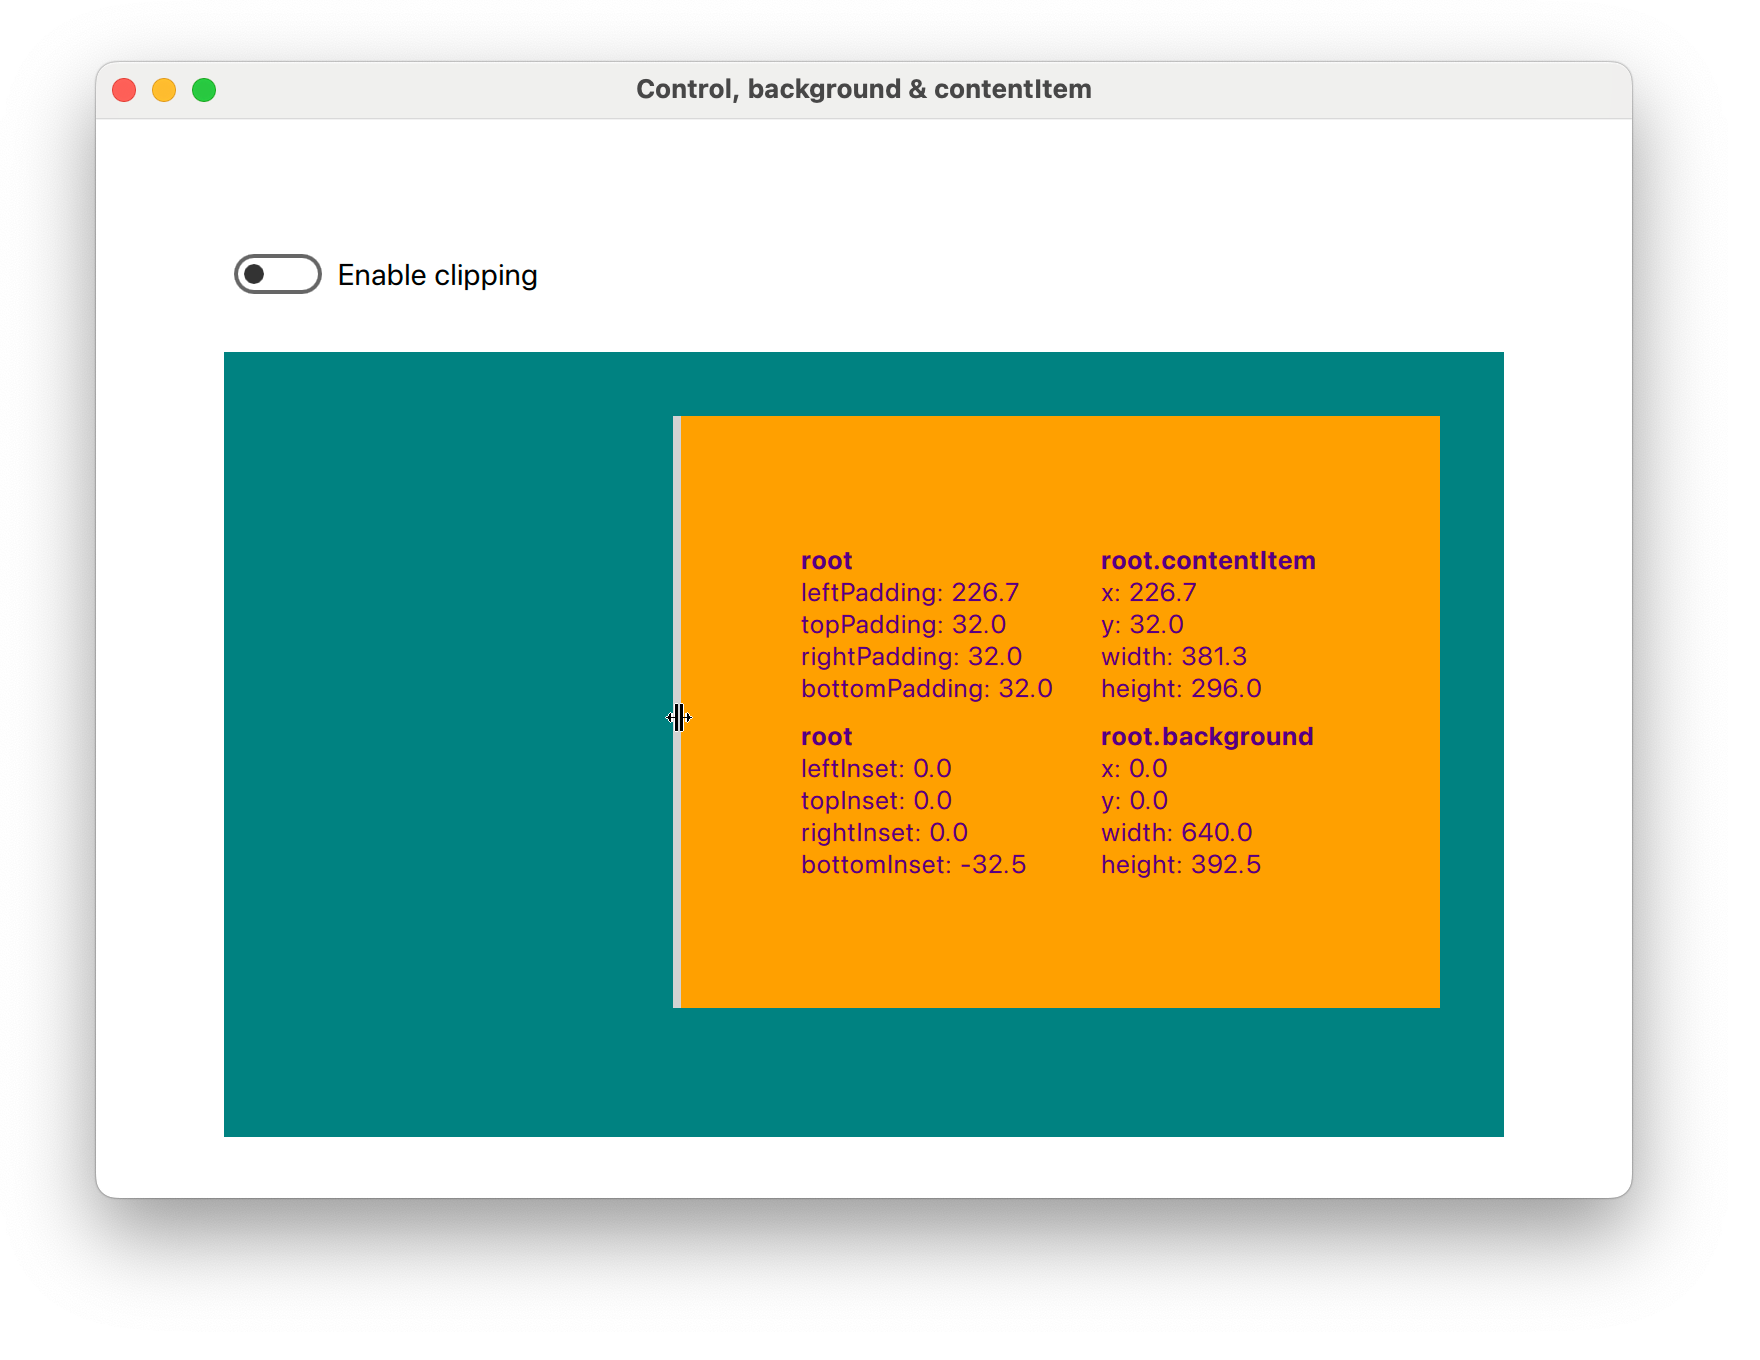 Control, background & contentItem
Enable clipping
root
leftPadding: 226.7
topPadding: 32.0
rightPadding: 32.0
bottomPadding: 32.0
root.contentItem
x: 226.7
y: 32.0
width: 381.3
height: 296.0
root
leftInset: 0.0
topInset: 0.0
rightInset: 0.0
bottomInset: -32.5
root.background
x: 0.0
y: 0.0
width: 640.0
height: 392.5